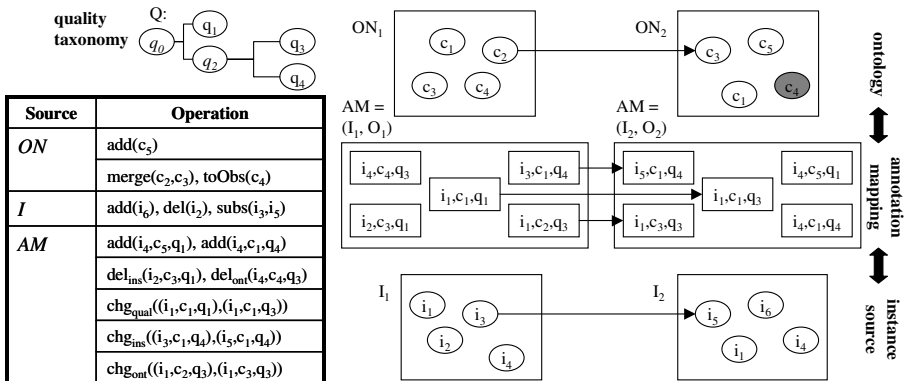 quality taxonomy
Q:
q0
q1
q2
q3
q4
Source Operation
ON
add(c5)
merge(c2,c3), toObs(c4)
I
add(i6), del(i2), subs(i3,i5)
AM
add(i4,c5,q1), add(i4,c1,q4)
delins(i2,c3,q1), delont(i4,c4,q3)
chgqual((i1,c1,q1),(i1,c1,q3))
chgins((i3,c1,q4),(i5,c1,q4))
chgont((i1,c2,q3),(i1,c3,q3))
ON1
c1
c2
c3
c4
ON2
c3
c5
c1
c4
ontology
AM =
(I1, O1)
i4,c4,q3
i3,c1,q4
i1,c1,q1
i2,c3,q1
i1,c2,q3
AM =
(I2, O2)
i5,c1,q4
i4,c5,q1
i1,c1,q3
i1,c3,q3
i4,c1,q4
annotation
mapping
I1
i1
i3
i2
i4
I2
i5
i6
i1
i4
instance
source